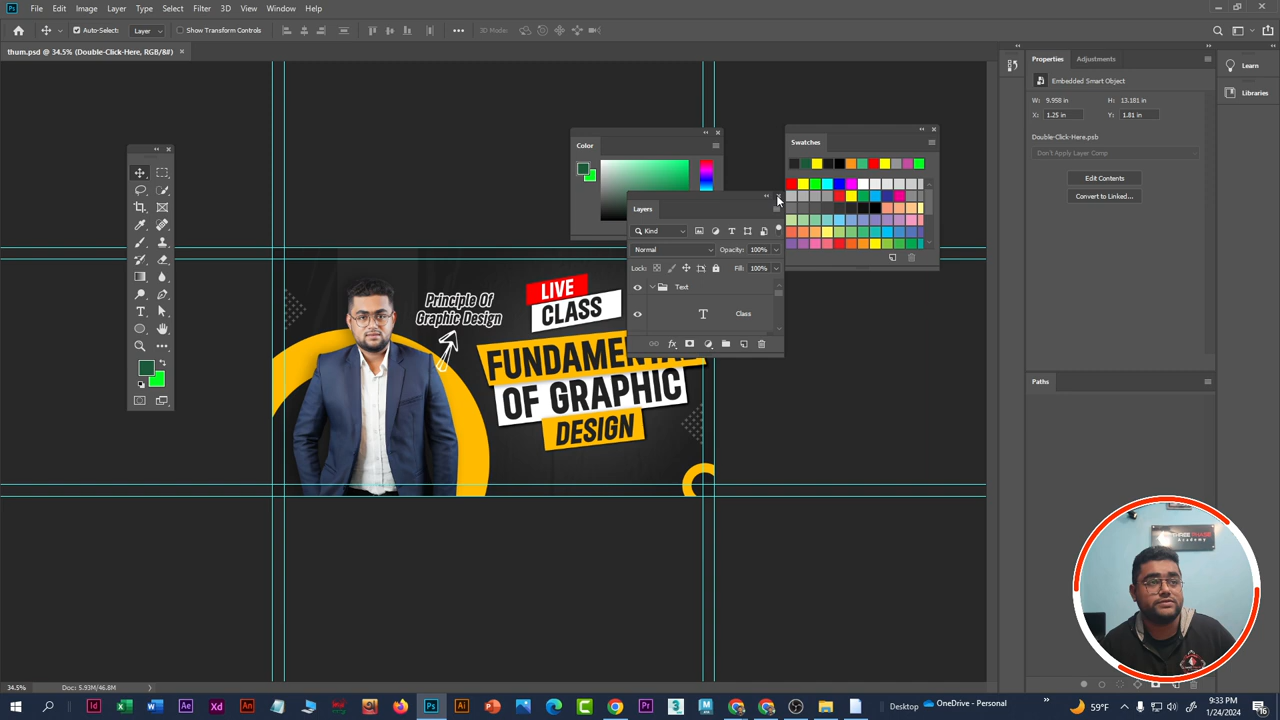 File Edit Image Layer Type Select Filter 3D View Window Help
Auto-Select: Layer Show Transform Controls 3D Mode:
thum.psd @ 34.5% (Double-Click-Here, RGB/8#)
Properties Adjustments
Learn
Libraries
Embedded Smart Object
W: 9.958 in H: 13.181 in
X: 1.25 in Y: 1.81 in
Double-Click-Here.psb
Don't Apply Layer Comp
Edit Contents
Convert to Linked...
Paths
Color
Swatches
Layers
Kind
Normal Opacity: 100%
Lock: Fill: 100%
Text
T Class
Principle Of
Graphic Design
LIVE
CLASS
FUNDAMENTA
OF GRAPHIC
DESIGN
THREE PHASE
Academy
34.5% Doc: 5.93M/46.8M
Desktop OneDrive - Personal
59°F
9:33 PM
1/24/2024
16